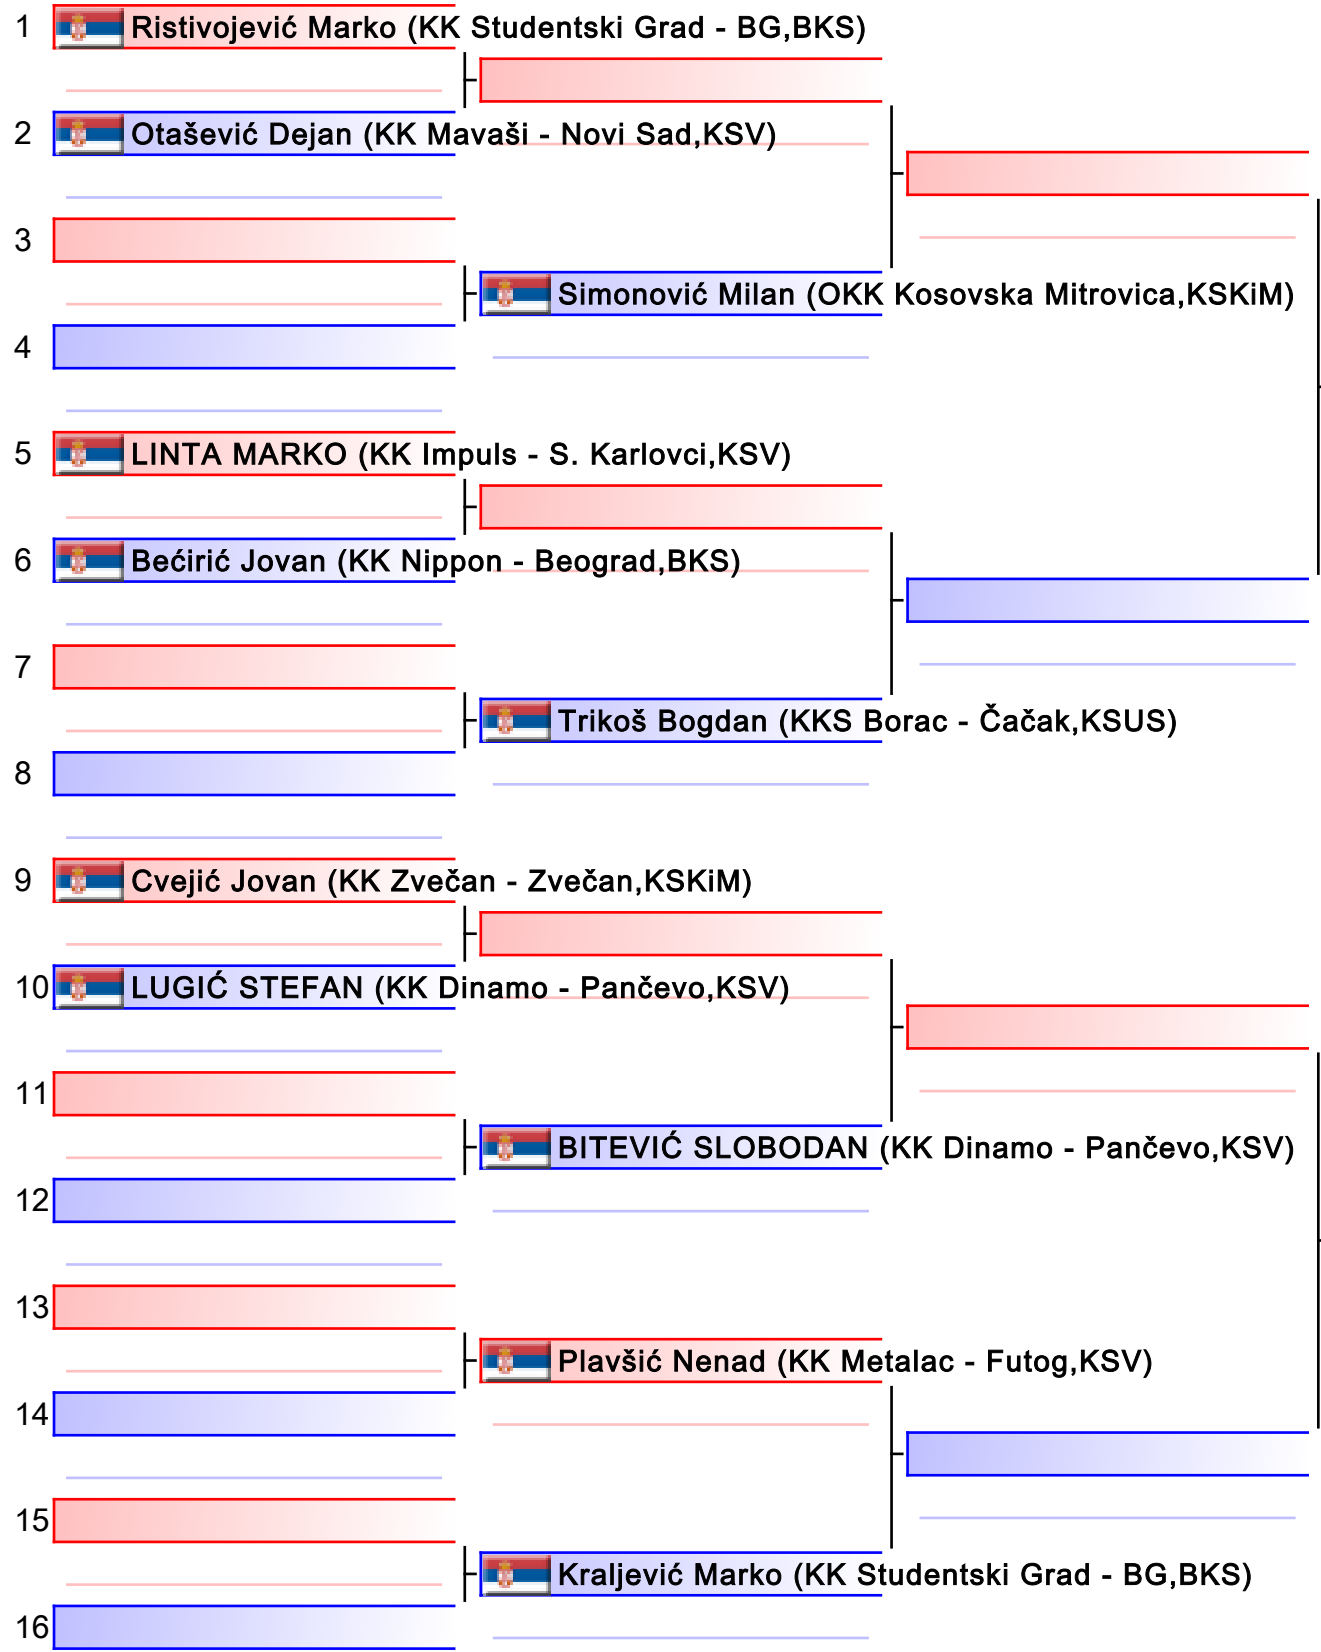 1 Ristivojević Marko (KK Studentski Grad - BG,BKS)
2 Otašević Dejan (KK Mavaši - Novi Sad,KSV)
3
Simonović Milan (OKK Kosovska Mitrovica,KSKiM)
4
5 LINTA MARKO (KK Impuls - S. Karlovci,KSV)
6 Bećirić Jovan (KK Nippon - Beograd,BKS)
7
Trikoš Bogdan (KKS Borac - Čačak,KSUS)
8
9 Cvejić Jovan (KK Zvečan - Zvečan,KSKiM)
10 LUGIĆ STEFAN (KK Dinamo - Pančevo,KSV)
11
BITEVIĆ SLOBODAN (KK Dinamo - Pančevo,KSV)
12
13
Plavšić Nenad (KK Metalac - Futog,KSV)
14
15
Kraljević Marko (KK Studentski Grad - BG,BKS)
16